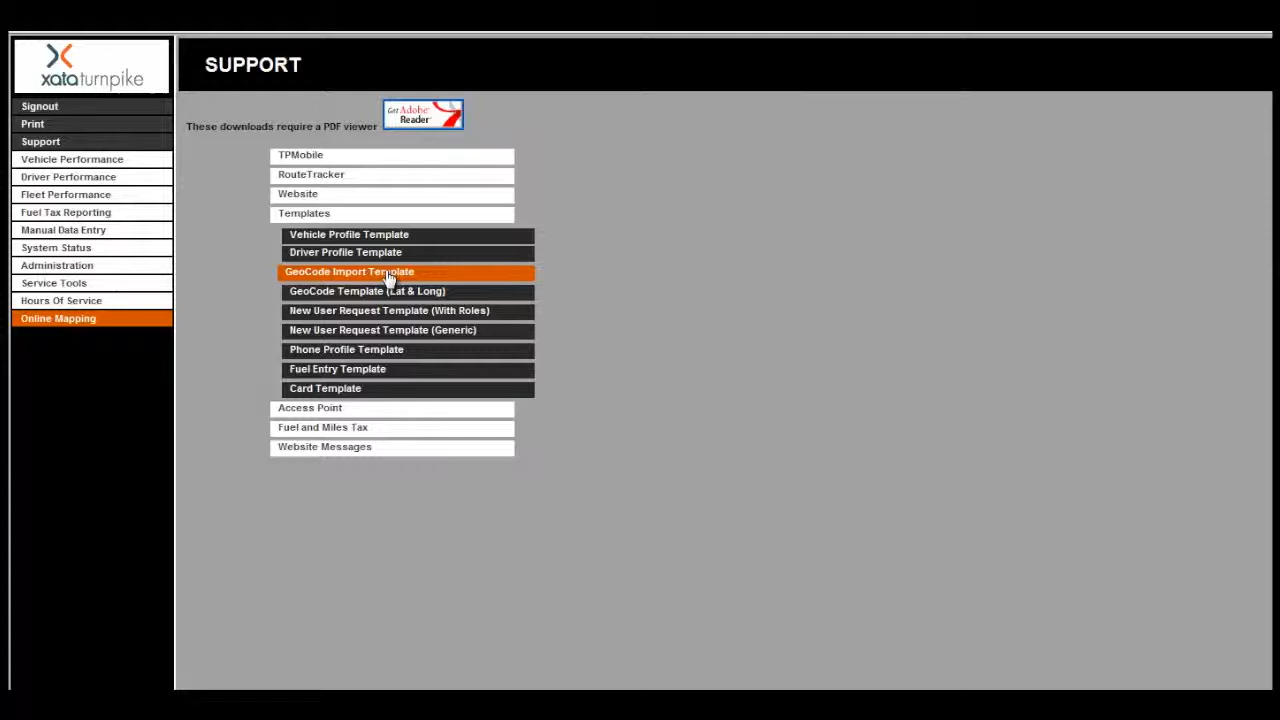 xataturnpike
SUPPORT
Signout
Print
Support
Vehicle Performance
Driver Performance
Fleet Performance
Fuel Tax Reporting
Manual Data Entry
System Status
Administration
Service Tools
Hours Of Service
Online Mapping
These downloads require a PDF viewer
Get Adobe
Reader
TPMobile
RouteTracker
Website
Templates
Vehicle Profile Template
Driver Profile Template
GeoCode Import Template
GeoCode Template (Lat & Long)
New User Request Template (With Roles)
New User Request Template (Generic)
Phone Profile Template
Fuel Entry Template
Card Template
Access Point
Fuel and Miles Tax
Website Messages